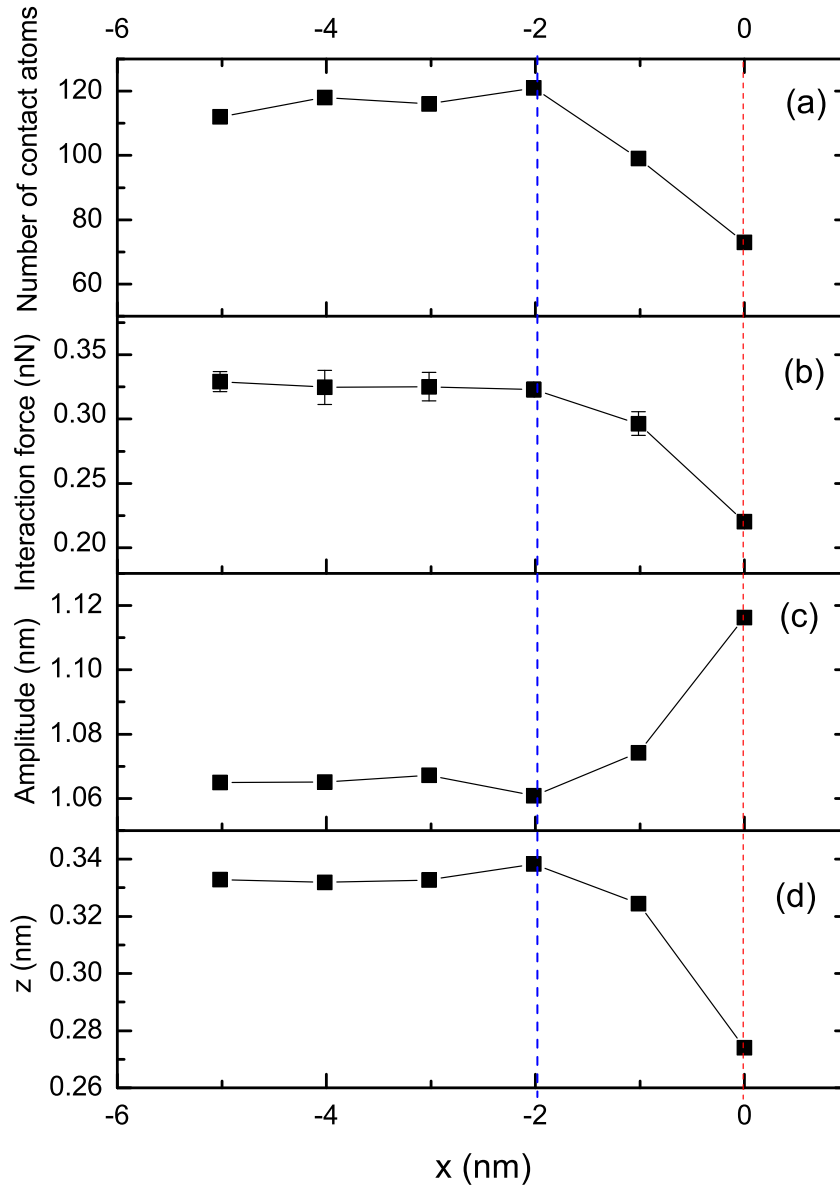 -6 -4 -2 0
Number of contact atoms
120
100
80
60
(a)
Interaction force (nN)
0.35
0.30
0.25
0.20
(b)
Amplitude (nm)
1.12
1.10
1.08
1.06
(c)
z (nm)
0.34
0.32
0.30
0.28
0.26
(d)
-6 -4 -2 0
x (nm)